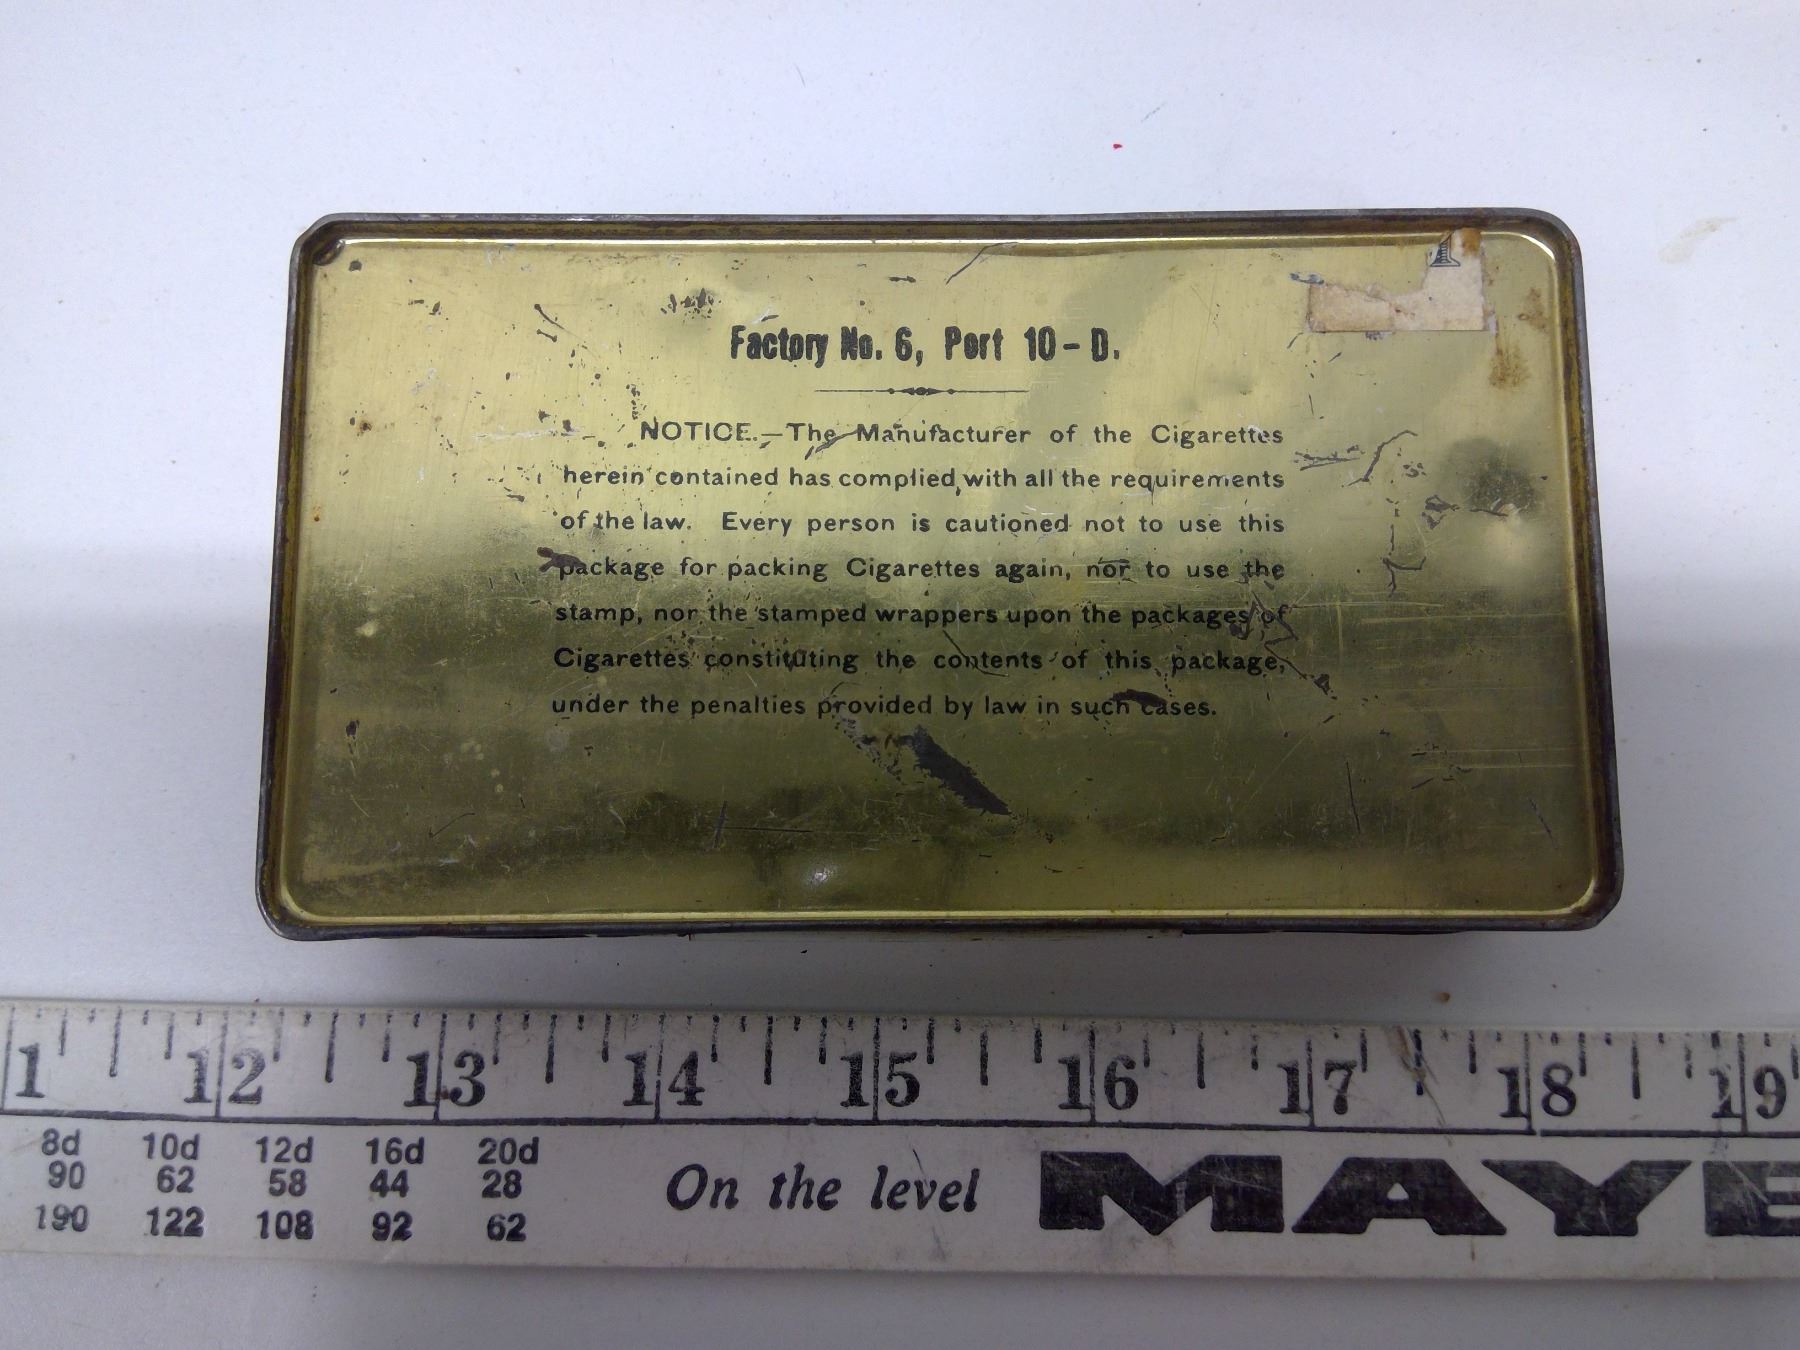 Factory No. 6, Port 10-D.
NOTICE.—The Manufacturer of the Cigarettes
herein contained has complied with all the requirements
of the law. Every person is cautioned not to use this
package for packing Cigarettes again, nor to use the
stamp, nor the stamped wrappers upon the packages of
Cigarettes constituting the contents of this package,
under the penalties provided by law in such cases.
1 12 13 14 15 16 17 18 19
8d 10d 12d 16d 20d
90 62 58 44 28
190 122 108 92 62
On the level MAYE